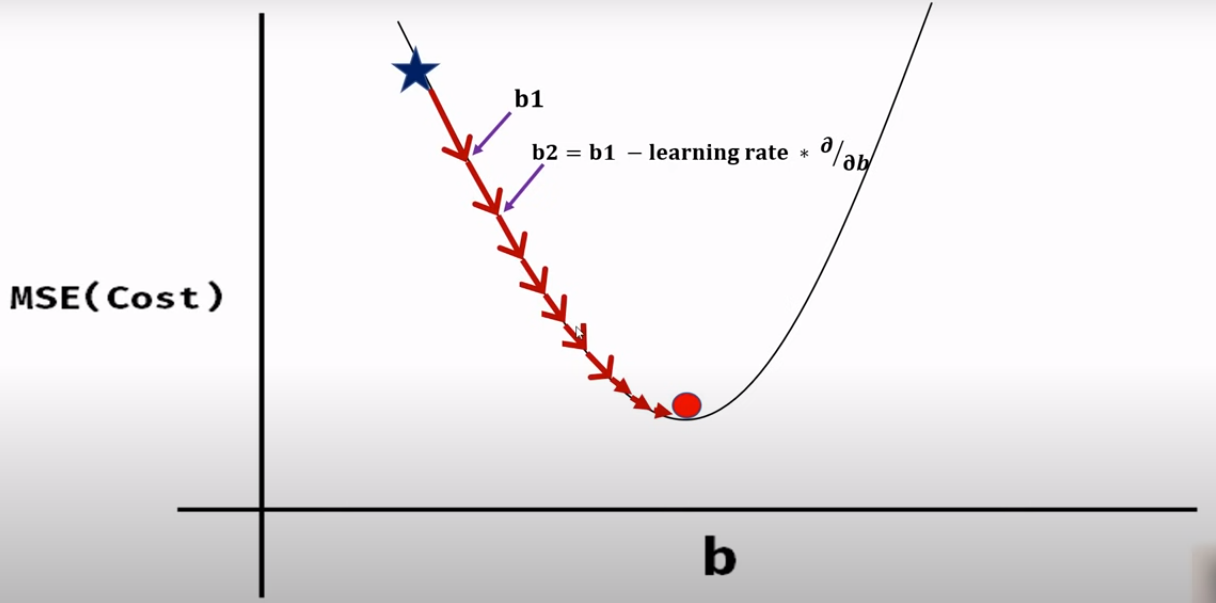 b1
b2 = b1 − learning rate * ∂/∂b
MSE(Cost)
b